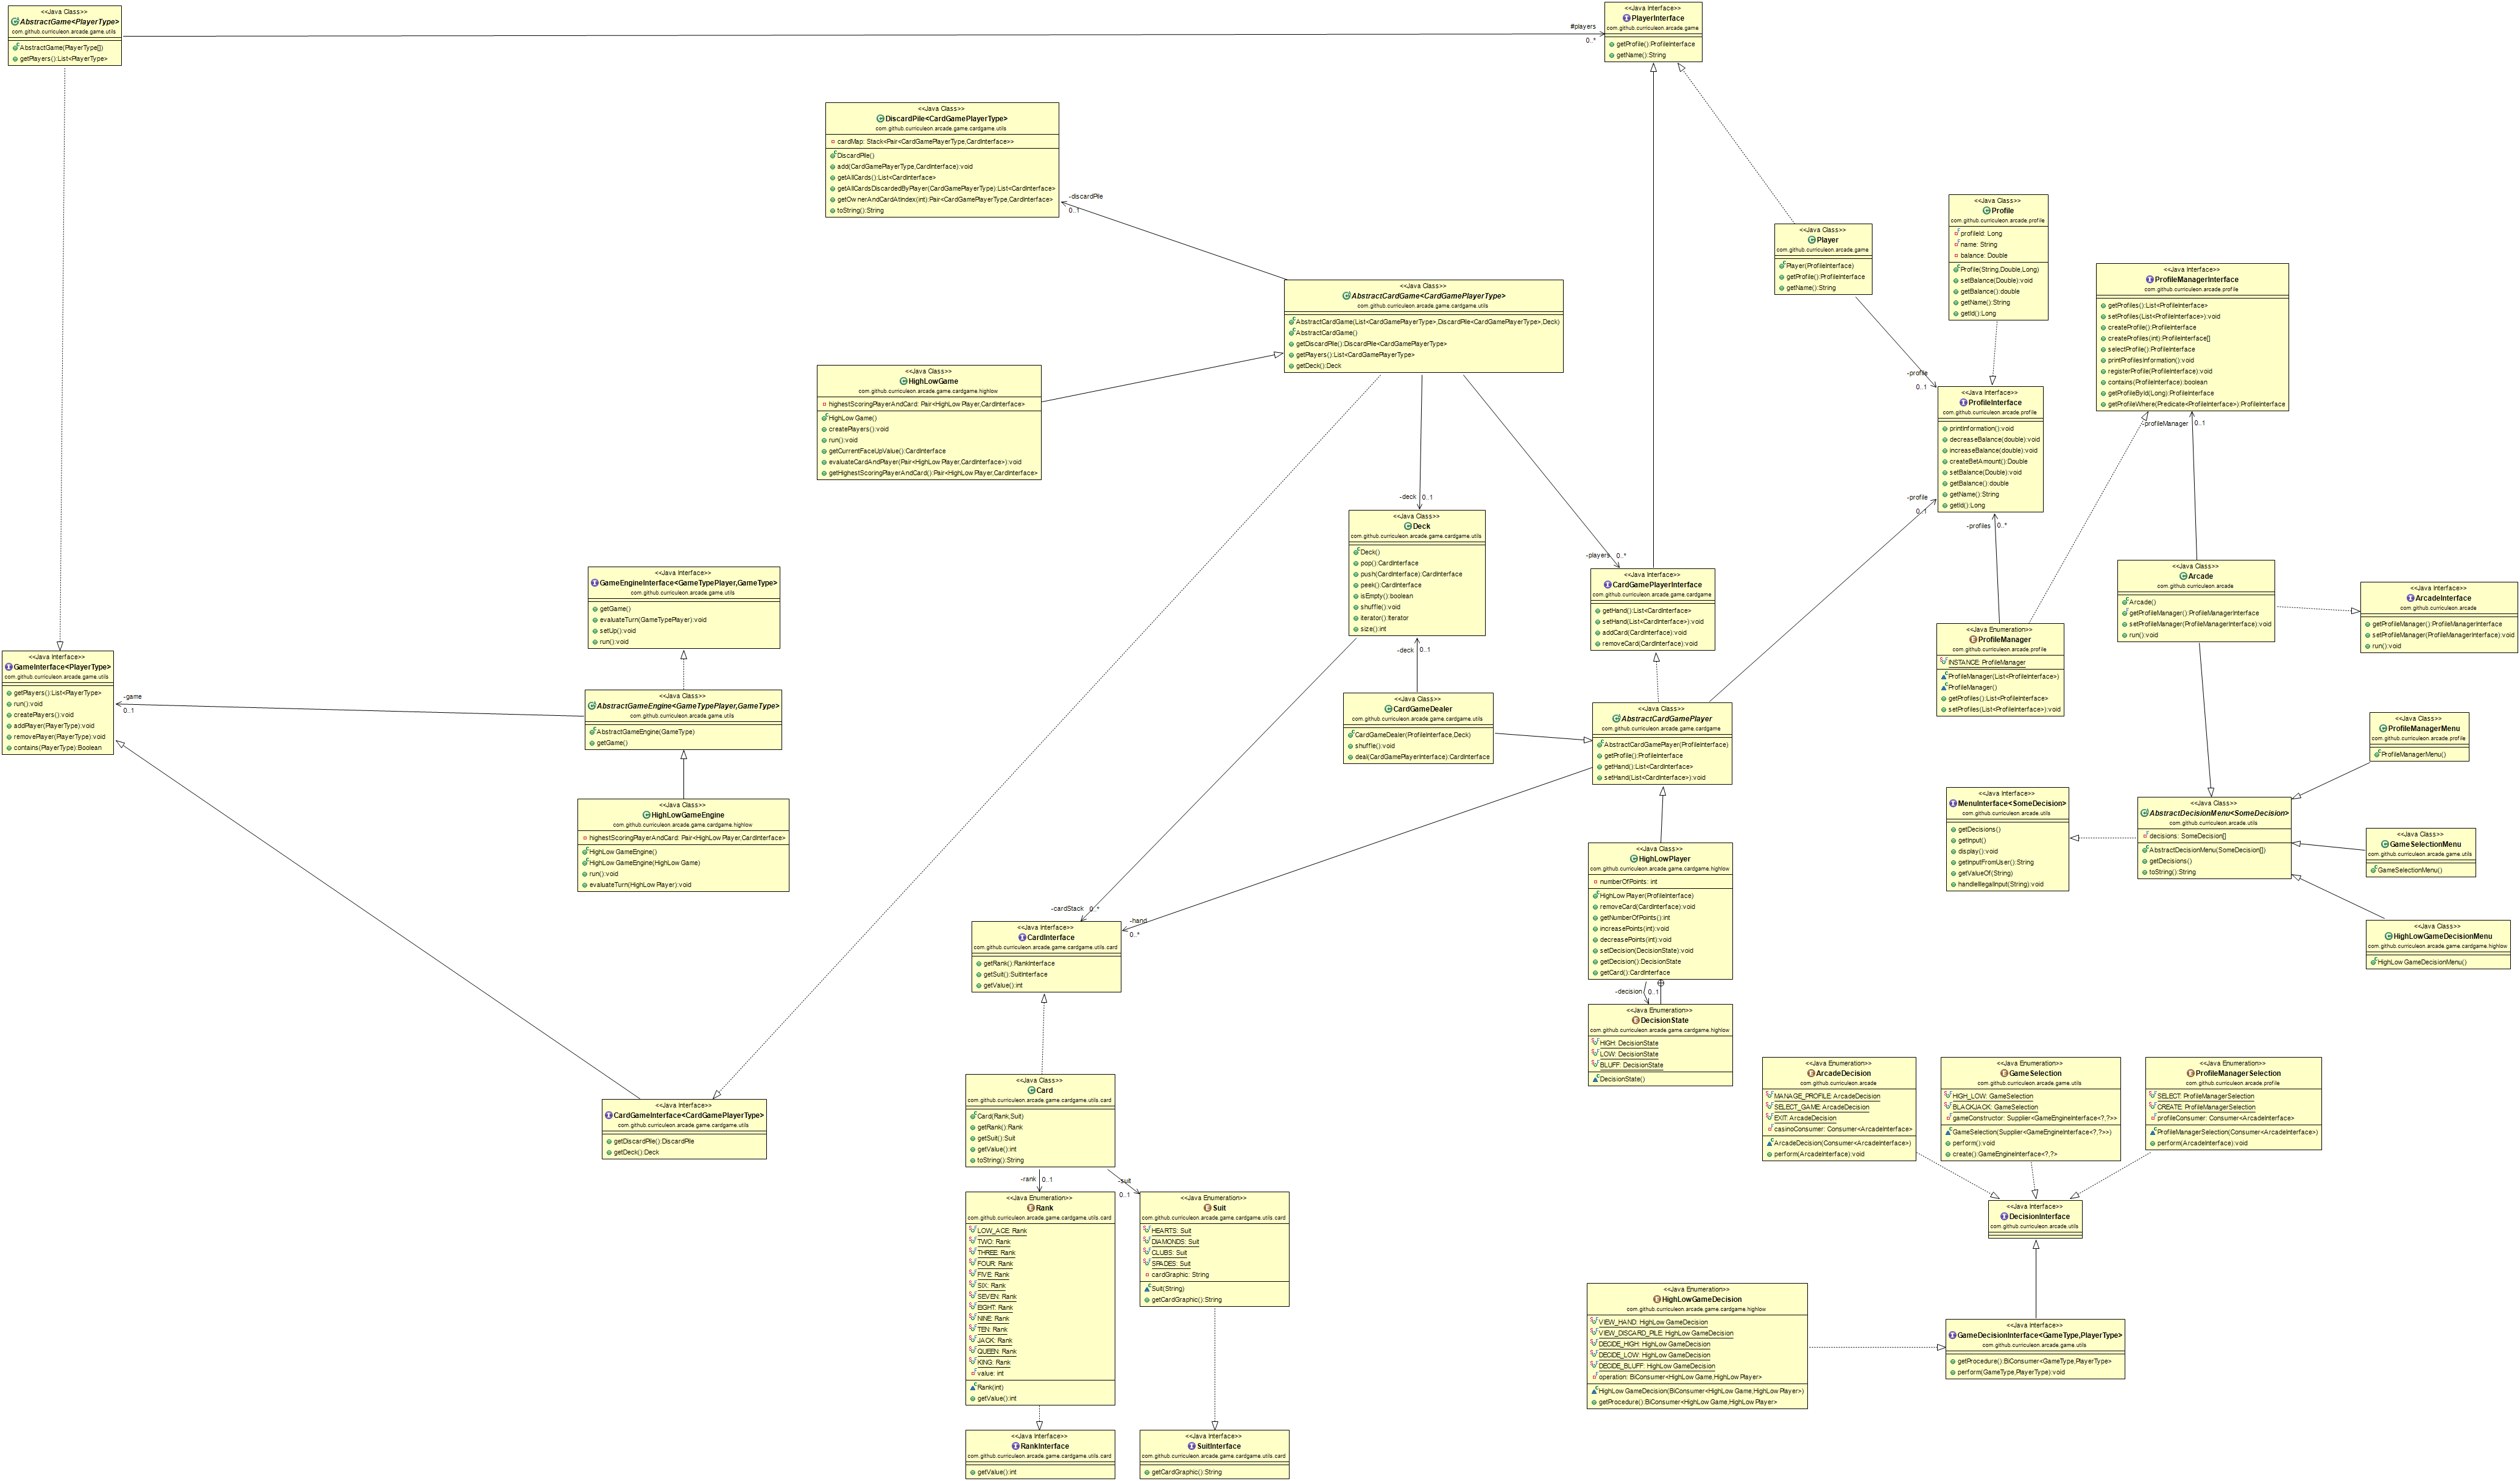 <<Java Class>>
AbstractGame<PlayerType>
com.github.curriculeon.arcade.game.utils
AbstractGame(PlayerType[])
getPlayers():List<PlayerType>
#players
0..*
<<Java Interface>>
PlayerInterface
com.github.curriculeon.arcade.game
getProfile():ProfileInterface
getName():String
<<Java Class>>
DiscardPile<CardGamePlayerType>
com.github.curriculeon.arcade.game.cardgame.utils
cardMap: Stack<Pair<CardGamePlayerType,CardInterface>>
DiscardPile()
add(CardGamePlayerType,CardInterface):void
getAllCards():List<CardInterface>
getAllCardsDiscardedByPlayer(CardGamePlayerType):List<CardInterface>
getOwnerAndCardAtIndex(int):Pair<CardGamePlayerType,CardInterface>
toString():String
-discardPile
0..1
<<Java Class>>
Player
com.github.curriculeon.arcade.game
Player(ProfileInterface)
getProfile():ProfileInterface
getName():String
<<Java Class>>
Profile
com.github.curriculeon.arcade.profile
profileId: Long
name: String
balance: Double
Profile(String,Double,Long)
setBalance(Double):void
getBalance():double
getName():String
getId():Long
<<Java Interface>>
ProfileManagerInterface
com.github.curriculeon.arcade.profile
getProfiles():List<ProfileInterface>
setProfiles(List<ProfileInterface>):void
createProfile():ProfileInterface
createProfiles(int):ProfileInterface[]
selectProfile():ProfileInterface
printProfilesInformation():void
registerProfile(ProfileInterface):void
contains(ProfileInterface):boolean
getProfileById(Long):ProfileInterface
getProfileWhere(Predicate<ProfileInterface>):ProfileInterface
<<Java Class>>
AbstractCardGame<CardGamePlayerType>
com.github.curriculeon.arcade.game.cardgame.utils
AbstractCardGame(List<CardGamePlayerType>,DiscardPile<CardGamePlayerType>,Deck)
AbstractCardGame()
getDiscardPile():DiscardPile<CardGamePlayerType>
getPlayers():List<CardGamePlayerType>
getDeck():Deck
<<Java Class>>
HighLowGame
com.github.curriculeon.arcade.game.cardgame.highlow
highestScoringPlayerAndCard: Pair<HighLowPlayer,CardInterface>
HighLowGame()
createPlayers():void
run():void
getCurrentFaceUpValue():CardInterface
evaluateCardAndPlayer(Pair<HighLowPlayer,CardInterface>):void
getHighestScoringPlayerAndCard():Pair<HighLowPlayer,CardInterface>
-profile
0..1
<<Java Interface>>
ProfileInterface
com.github.curriculeon.arcade.profile
printInformation():void
decreaseBalance(double):void
increaseBalance(double):void
createBetAmount():Double
setBalance(Double):void
getBalance():double
getName():String
getId():Long
-profileManager
0..1
-deck
0..1
-profile
0..1
-profiles
0..*
<<Java Class>>
Deck
com.github.curriculeon.arcade.game.cardgame.utils
Deck()
pop():CardInterface
push(CardInterface):CardInterface
peek():CardInterface
isEmpty():boolean
shuffle():void
iterator():Iterator
size():int
-players
0..*
<<Java Interface>>
CardGamePlayerInterface
com.github.curriculeon.arcade.game.cardgame
getHand():List<CardInterface>
setHand(List<CardInterface>):void
addCard(CardInterface):void
removeCard(CardInterface):void
<<Java Class>>
Arcade
com.github.curriculeon.arcade
Arcade()
getProfileManager():ProfileManagerInterface
setProfileManager(ProfileManagerInterface):void
run():void
<<Java Interface>>
ArcadeInterface
com.github.curriculeon.arcade
getProfileManager():ProfileManagerInterface
setProfileManager(ProfileManagerInterface):void
run():void
<<Java Interface>>
GameEngineInterface<GameTypePlayer,GameType>
com.github.curriculeon.arcade.game.utils
getGame()
evaluateTurn(GameTypePlayer):void
setUp():void
run():void
<<Java Enumeration>>
ProfileManager
com.github.curriculeon.arcade.profile
INSTANCE: ProfileManager
ProfileManager(List<ProfileInterface>)
ProfileManager()
getProfiles():List<ProfileInterface>
setProfiles(List<ProfileInterface>):void
<<Java Interface>>
GameInterface<PlayerType>
com.github.curriculeon.arcade.game.utils
getPlayers():List<PlayerType>
run():void
createPlayers():void
addPlayer(PlayerType):void
removePlayer(PlayerType):void
contains(PlayerType):Boolean
-game
0..1
<<Java Class>>
AbstractGameEngine<GameTypePlayer,GameType>
com.github.curriculeon.arcade.game.utils
AbstractGameEngine(GameType)
getGame()
-deck
0..1
<<Java Class>>
CardGameDealer
com.github.curriculeon.arcade.game.cardgame.utils
CardGameDealer(ProfileInterface,Deck)
shuffle():void
deal(CardGamePlayerInterface):CardInterface
<<Java Class>>
AbstractCardGamePlayer
com.github.curriculeon.arcade.game.cardgame
AbstractCardGamePlayer(ProfileInterface)
getProfile():ProfileInterface
getHand():List<CardInterface>
setHand(List<CardInterface>):void
<<Java Class>>
ProfileManagerMenu
com.github.curriculeon.arcade.profile
ProfileManagerMenu()
<<Java Class>>
HighLowGameEngine
com.github.curriculeon.arcade.game.cardgame.highlow
highestScoringPlayerAndCard: Pair<HighLowPlayer,CardInterface>
HighLowGameEngine()
HighLowGameEngine(HighLowGame)
run():void
evaluateTurn(HighLowPlayer):void
<<Java Interface>>
MenuInterface<SomeDecision>
com.github.curriculeon.arcade.utils
getDecisions()
getInput()
display():void
getInputFromUser():String
getValueOf(String)
handleIllegalInput(String):void
<<Java Class>>
AbstractDecisionMenu<SomeDecision>
com.github.curriculeon.arcade.utils
decisions: SomeDecision[]
AbstractDecisionMenu(SomeDecision[])
getDecisions()
toString():String
<<Java Class>>
GameSelectionMenu
com.github.curriculeon.arcade.game.utils
GameSelectionMenu()
<<Java Class>>
HighLowPlayer
com.github.curriculeon.arcade.game.cardgame.highlow
numberOfPoints: int
HighLowPlayer(ProfileInterface)
removeCard(CardInterface):void
getNumberOfPoints():int
increasePoints(int):void
decreasePoints(int):void
setDecision(DecisionState):void
getDecision():DecisionState
getCard():CardInterface
<<Java Class>>
HighLowGameDecisionMenu
com.github.curriculeon.arcade.game.cardgame.highlow
HighLowGameDecisionMenu()
-cardStack
0..*
-hand
0..*
<<Java Interface>>
CardInterface
com.github.curriculeon.arcade.game.cardgame.utils.card
getRank():RankInterface
getSuit():SuitInterface
getValue():int
-decision
0..1
<<Java Enumeration>>
DecisionState
com.github.curriculeon.arcade.game.cardgame.highlow
HIGH: DecisionState
LOW: DecisionState
BLUFF: DecisionState
DecisionState()
<<Java Interface>>
CardGameInterface<CardGamePlayerType>
com.github.curriculeon.arcade.game.cardgame.utils
getDiscardPile():DiscardPile
getDeck():Deck
<<Java Class>>
Card
com.github.curriculeon.arcade.game.cardgame.utils.card
Card(Rank,Suit)
getRank():Rank
getSuit():Suit
getValue():int
toString():String
<<Java Enumeration>>
ArcadeDecision
com.github.curriculeon.arcade
MANAGE_PROFILE: ArcadeDecision
SELECT_GAME: ArcadeDecision
EXIT: ArcadeDecision
casinoConsumer: Consumer<ArcadeInterface>
ArcadeDecision(Consumer<ArcadeInterface>)
perform(ArcadeInterface):void
<<Java Enumeration>>
GameSelection
com.github.curriculeon.arcade.game.utils
HIGH_LOW: GameSelection
BLACKJACK: GameSelection
gameConstructor: Supplier<GameEngineInterface<?,?>>
GameSelection(Supplier<GameEngineInterface<?,?>>)
perform():void
create():GameEngineInterface<?,?>
<<Java Enumeration>>
ProfileManagerSelection
com.github.curriculeon.arcade.profile
SELECT: ProfileManagerSelection
CREATE: ProfileManagerSelection
profileConsumer: Consumer<ArcadeInterface>
ProfileManagerSelection(Consumer<ArcadeInterface>)
perform(ArcadeInterface):void
-rank
0..1
-suit
0..1
<<Java Enumeration>>
Rank
com.github.curriculeon.arcade.game.cardgame.utils.card
LOW_ACE: Rank
TWO: Rank
THREE: Rank
FOUR: Rank
FIVE: Rank
SIX: Rank
SEVEN: Rank
EIGHT: Rank
NINE: Rank
TEN: Rank
JACK: Rank
QUEEN: Rank
KING: Rank
value: int
Rank(int)
getValue():int
<<Java Enumeration>>
Suit
com.github.curriculeon.arcade.game.cardgame.utils.card
HEARTS: Suit
DIAMONDS: Suit
CLUBS: Suit
SPADES: Suit
cardGraphic: String
Suit(String)
getCardGraphic():String
<<Java Interface>>
DecisionInterface
com.github.curriculeon.arcade.utils
<<Java Enumeration>>
HighLowGameDecision
com.github.curriculeon.arcade.game.cardgame.highlow
VIEW_HAND: HighLowGameDecision
VIEW_DISCARD_PILE: HighLowGameDecision
DECIDE_HIGH: HighLowGameDecision
DECIDE_LOW: HighLowGameDecision
DECIDE_BLUFF: HighLowGameDecision
operation: BiConsumer<HighLowGame,HighLowPlayer>
HighLowGameDecision(BiConsumer<HighLowGame,HighLowPlayer>)
getProcedure():BiConsumer<HighLowGame,HighLowPlayer>
<<Java Interface>>
GameDecisionInterface<GameType,PlayerType>
com.github.curriculeon.arcade.game.utils
getProcedure():BiConsumer<GameType,PlayerType>
perform(GameType,PlayerType):void
<<Java Interface>>
RankInterface
com.github.curriculeon.arcade.game.cardgame.utils.card
getValue():int
<<Java Interface>>
SuitInterface
com.github.curriculeon.arcade.game.cardgame.utils.card
getCardGraphic():String